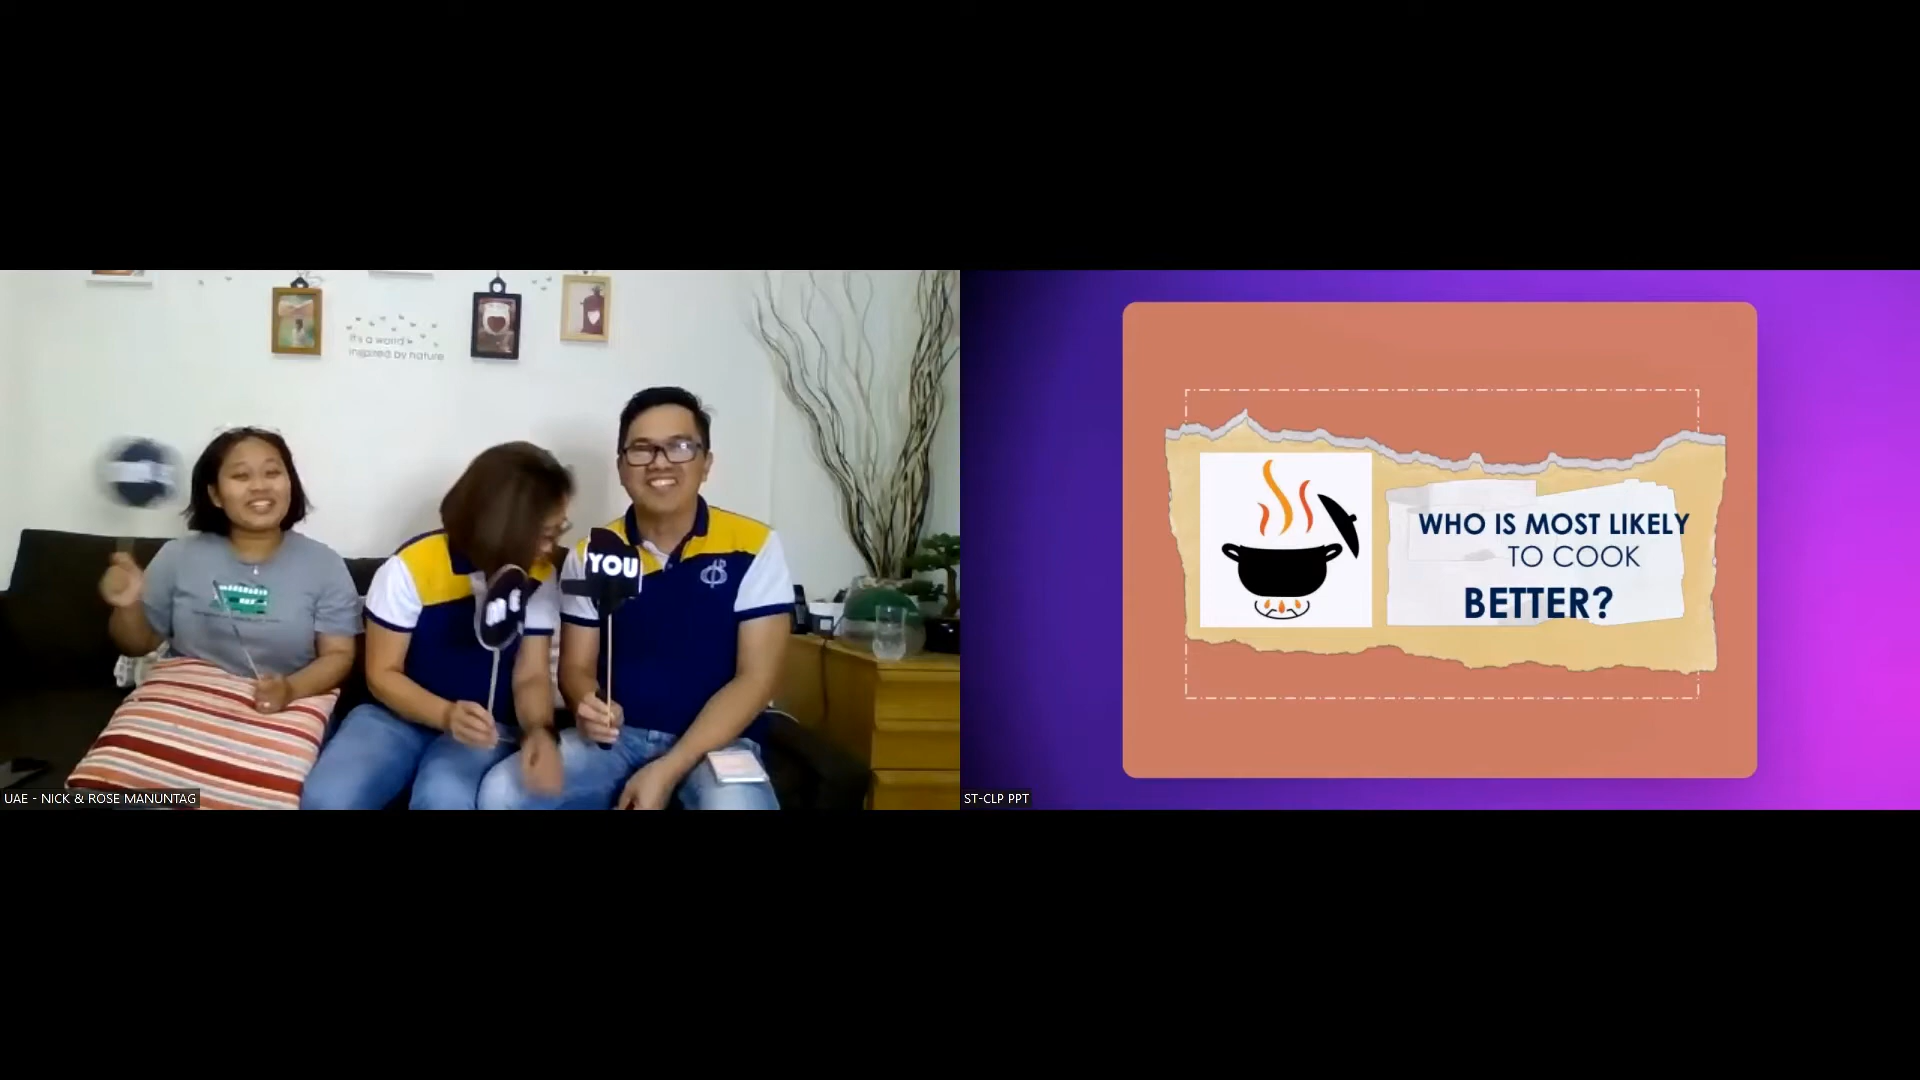 It's a world
inspired by nature
YOU
ME
UAE - NICK & ROSE MANUNTAG
WHO IS MOST LIKELY
TO COOK
BETTER?
ST-CLP PPT